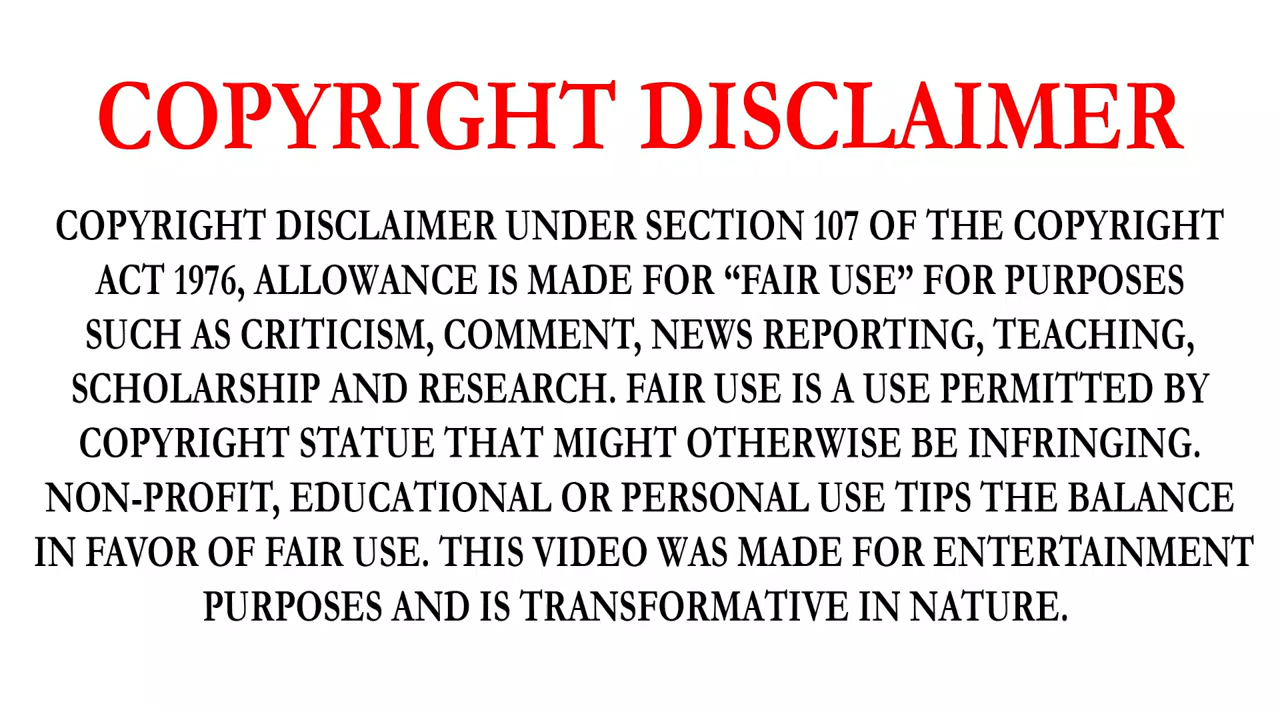 COPYRIGHT DISCLAIMER
COPYRIGHT DISCLAIMER UNDER SECTION 107 OF THE COPYRIGHT
ACT 1976, ALLOWANCE IS MADE FOR “FAIR USE” FOR PURPOSES
SUCH AS CRITICISM, COMMENT, NEWS REPORTING, TEACHING,
SCHOLARSHIP AND RESEARCH. FAIR USE IS A USE PERMITTED BY
COPYRIGHT STATUE THAT MIGHT OTHERWISE BE INFRINGING.
NON-PROFIT, EDUCATIONAL OR PERSONAL USE TIPS THE BALANCE
IN FAVOR OF FAIR USE. THIS VIDEO WAS MADE FOR ENTERTAINMENT
PURPOSES AND IS TRANSFORMATIVE IN NATURE.